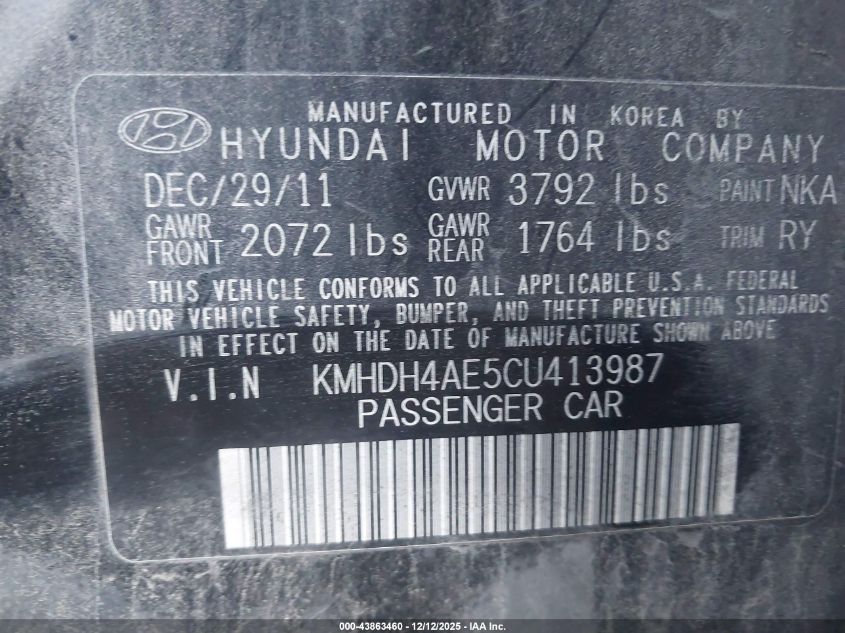 MANUFACTURED IN KOREA BY
HYUNDAI MOTOR COMPANY
DEC/29/11 GVWR 3792 lbs PAINT NKA
GAWR FRONT 2072 lbs GAWR REAR 1764 lbs TRIM RY
THIS VEHICLE CONFORMS TO ALL APPLICABLE U.S.A. FEDERAL
MOTOR VEHICLE SAFETY, BUMPER, AND THEFT PREVENTION STANDARDS
IN EFFECT ON THE DATE OF MANUFACTURE SHOWN ABOVE
V.I.N KMHDH4AE5CU413987
PASSENGER CAR
000-43863460 - 12/12/2025 - IAA Inc.